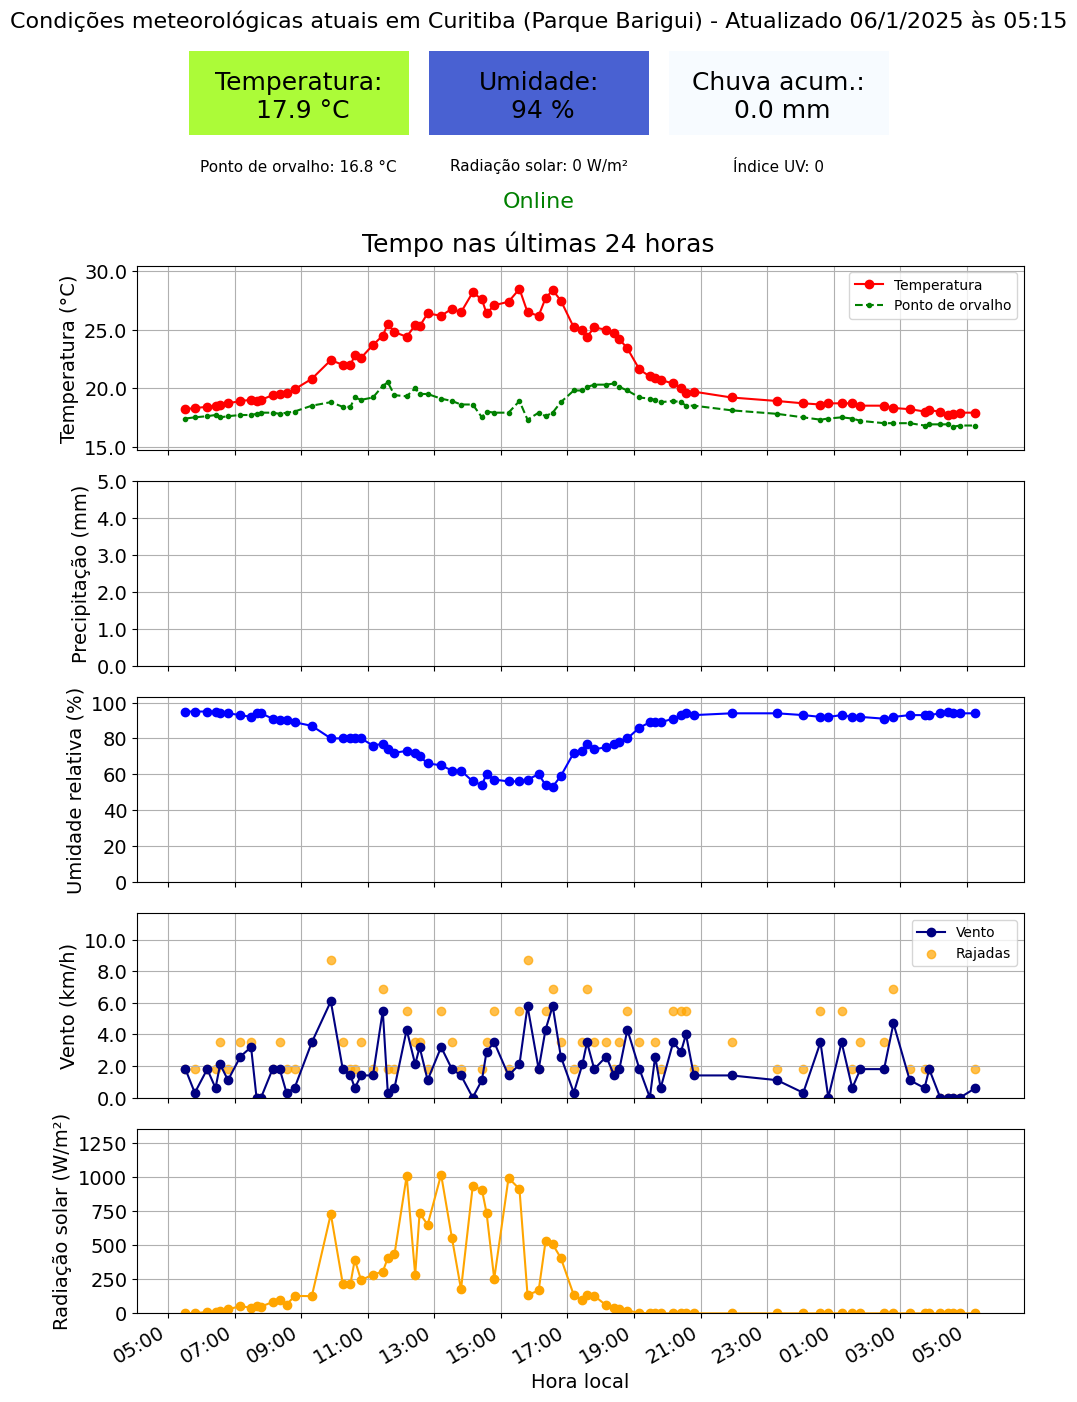 Condições meteorológicas atuais em Curitiba (Parque Barigui) - Atualizado 06/1/2025 às 05:15
Temperatura:
17.9 °C
Umidade:
94 %
Chuva acum.:
0.0 mm
Ponto de orvalho: 16.8 °C
Radiação solar: 0 W/m²
Índice UV: 0
Online
Tempo nas últimas 24 horas
Temperatura (°C)
30.0
25.0
20.0
15.0
Temperatura
Ponto de orvalho
Precipitação (mm)
5.0
4.0
3.0
2.0
1.0
0.0
Umidade relativa (%)
100
80
60
40
20
0
Vento (km/h)
10.0
8.0
6.0
4.0
2.0
0.0
Vento
Rajadas
Radiação solar (W/m²)
1250
1000
750
500
250
0
05:00
07:00
09:00
11:00
13:00
15:00
17:00
19:00
21:00
23:00
01:00
03:00
05:00
Hora local